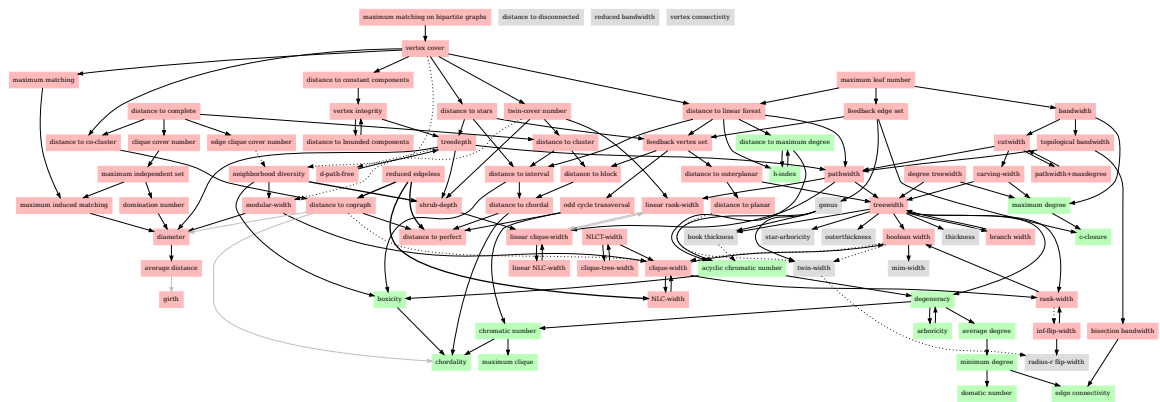 maximum matching on bipartite graphs
distance to disconnected
reduced bandwidth
vertex connectivity
vertex cover
maximum matching
distance to constant components
maximum leaf number
distance to complete
vertex integrity
distance to stars
twin-cover number
distance to linear forest
feedback edge set
bandwidth
distance to co-cluster
clique cover number
edge clique cover number
distance to bounded components
treedepth
distance to cluster
feedback vertex set
distance to maximum degree
cutwidth
topological bandwidth
maximum independent set
neighborhood diversity
d-path-free
reduced edgeless
distance to interval
distance to block
distance to outerplanar
h-index
pathwidth
degree treewidth
carving-width
pathwidth+maxdegree
maximum induced matching
domination number
modular-width
distance to cograph
shrub-depth
distance to chordal
odd cycle transversal
linear rank-width
distance to planar
genus
treewidth
maximum degree
diameter
distance to perfect
linear clique-width
NLCT-width
book thickness
star-arboricity
outerthickness
boolean width
thickness
branch width
c-closure
average distance
linear NLC-width
clique-tree-width
clique-width
acyclic chromatic number
twin-width
mim-width
girth
boxicity
NLC-width
degeneracy
rank-width
chromatic number
arboricity
average degree
inf-flip-width
bisection bandwidth
chordality
maximum clique
minimum degree
radius-r flip-width
domatic number
edge connectivity